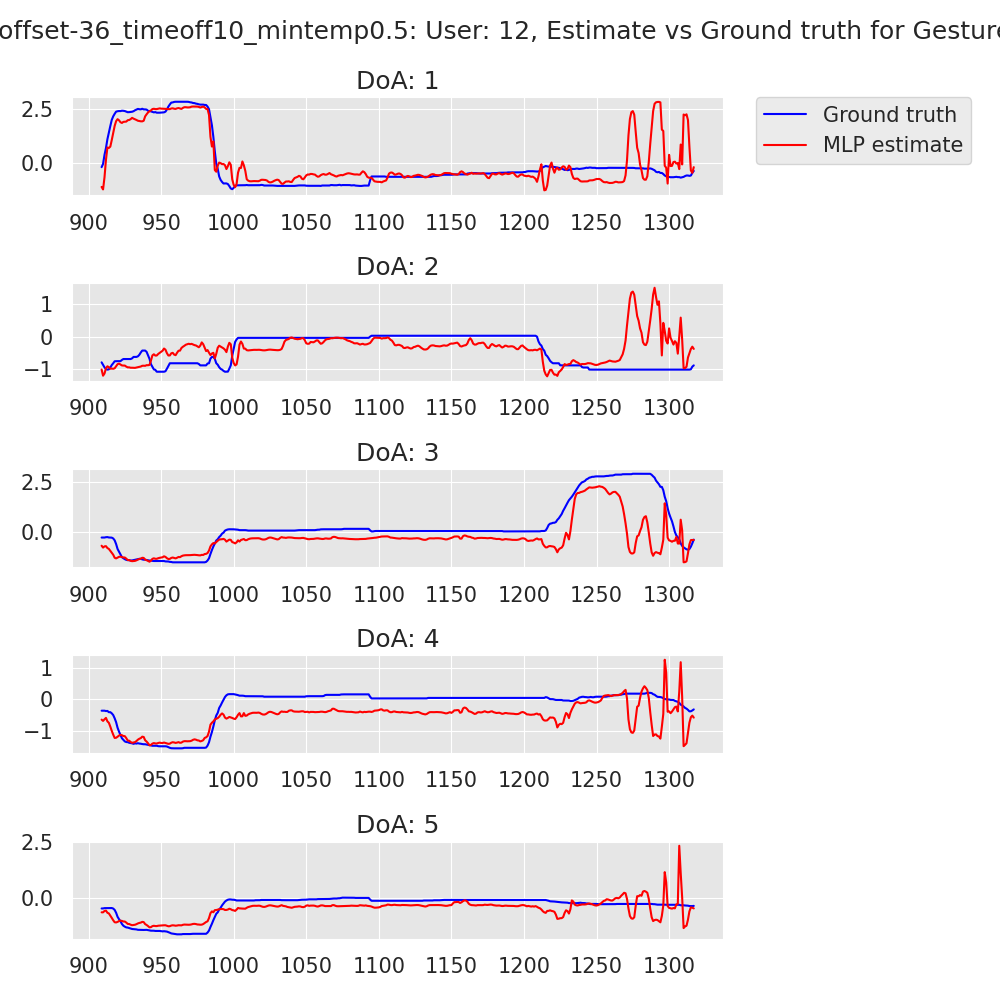 offset-36_timeoff10_mintemp0.5: User: 12, Estimate vs Ground truth for Gesture
DoA: 1
2.5
0.0
900 950 1000 1050 1100 1150 1200 1250 1300
Ground truth
MLP estimate
DoA: 2
1
0
−1
900 950 1000 1050 1100 1150 1200 1250 1300
DoA: 3
2.5
0.0
900 950 1000 1050 1100 1150 1200 1250 1300
DoA: 4
1
0
−1
900 950 1000 1050 1100 1150 1200 1250 1300
DoA: 5
2.5
0.0
900 950 1000 1050 1100 1150 1200 1250 1300